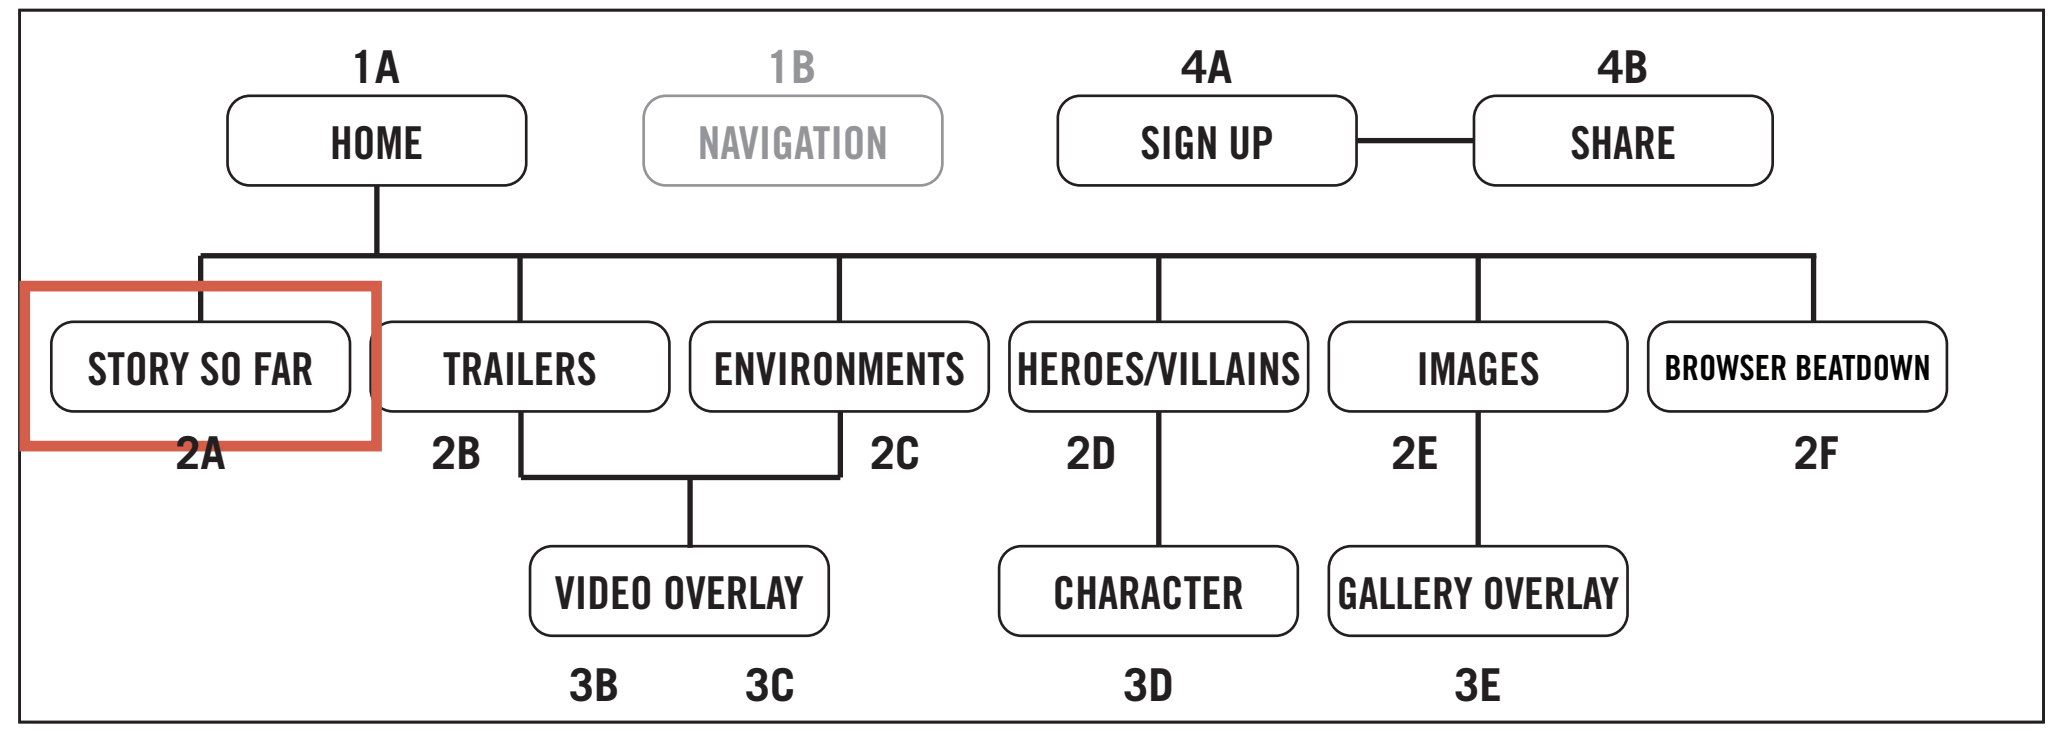 1A
1B
4A
4B
HOME
NAVIGATION
SIGN UP
SHARE
STORY SO FAR
TRAILERS
ENVIRONMENTS
HEROES/VILLAINS
IMAGES
BROWSER BEATDOWN
2A
2B
2C
2D
2E
2F
VIDEO OVERLAY
CHARACTER
GALLERY OVERLAY
3B
3C
3D
3E